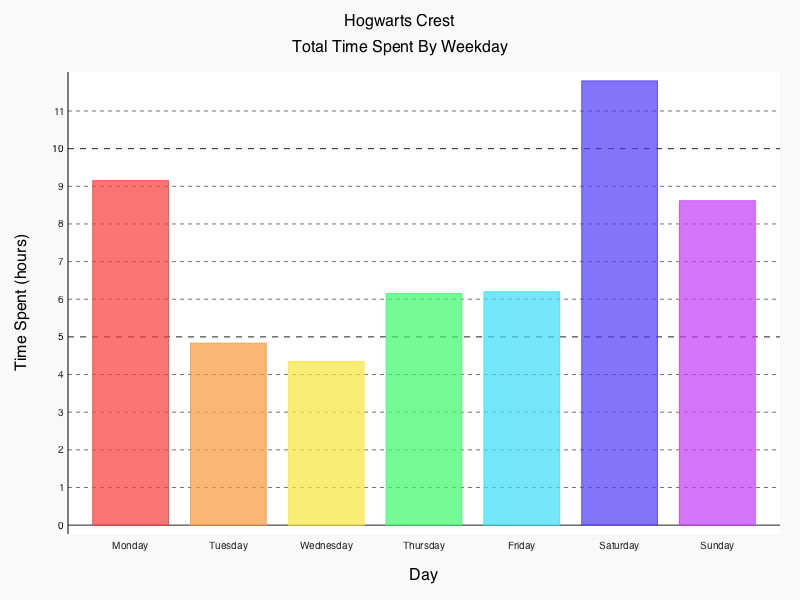 Hogwarts Crest
Total Time Spent By Weekday
Time Spent (hours)
11
10
9
8
7
6
5
4
3
2
1
0
Monday Tuesday Wednesday Thursday Friday Saturday Sunday
Day